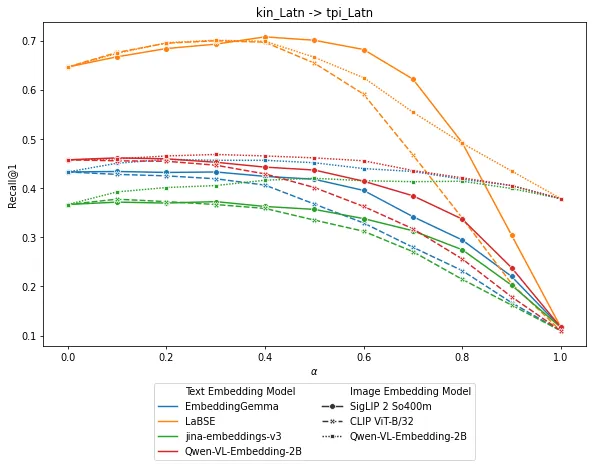 kin_Latn -> tpi_Latn
Recall@1
0.7
0.6
0.5
0.4
0.3
0.2
0.1
0.0 0.2 0.4 0.6 0.8 1.0
α
Text Embedding Model
EmbeddingGemma
LaBSE
jina-embeddings-v3
Qwen-VL-Embedding-2B
Image Embedding Model
SigLIP 2 So400m
CLIP ViT-B/32
Qwen-VL-Embedding-2B